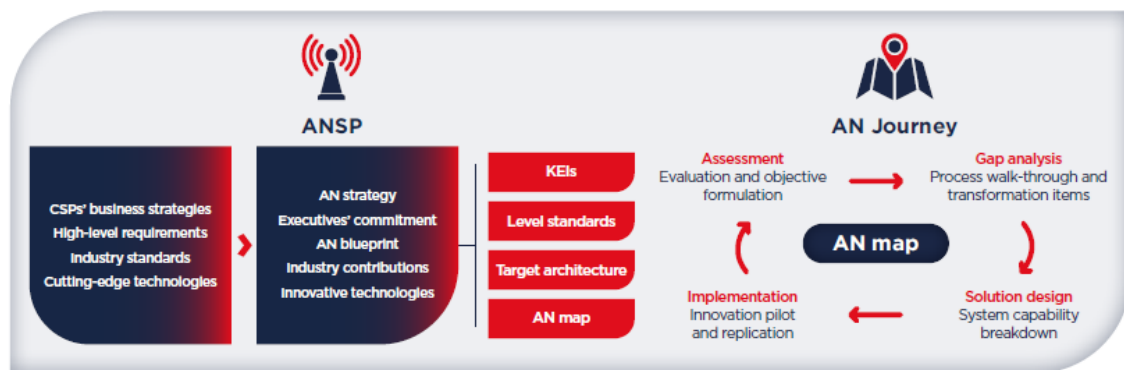 ANSP
CSPs' business strategies
High-level requirements
Industry standards
Cutting-edge technologies
AN strategy
Executives' commitment
AN blueprint
Industry contributions
Innovative technologies
KEIs
Level standards
Target architecture
AN map
AN Journey
Assessment
Evaluation and objective
formulation
Gap analysis
Process walk-through and
transformation items
AN map
Implementation
Innovation pilot
and replication
Solution design
System capability
breakdown